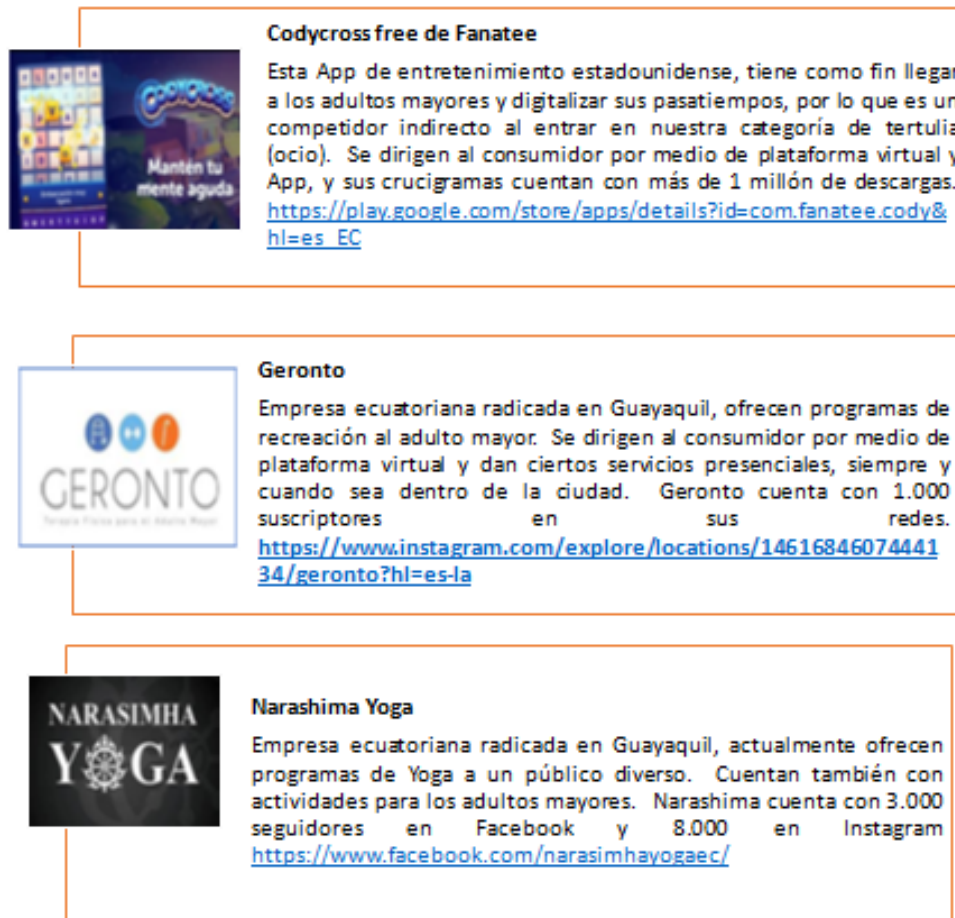 Codycross free de Fanatee
Esta App de entretenimiento estadounidense, tiene como fin llegar
a los adultos mayores y digitalizar sus pasatiempos, por lo que es un
competidor indirecto al entrar en nuestra categoría de tertulia
(ocio). Se dirigen al consumidor por medio de plataforma virtual y
App, y sus crucigramas cuentan con más de 1 millón de descargas.
https://play.google.com/store/apps/details?id=com.fanatee.cody&
hl=es_EC
CODYCROSS
Mantén tu
mente aguda
Geronto
Empresa ecuatoriana radicada en Guayaquil, ofrecen programas de
recreación al adulto mayor. Se dirigen al consumidor por medio de
plataforma virtual y dan ciertos servicios presenciales, siempre y
cuando sea dentro de la ciudad. Geronto cuenta con 1.000
suscriptores en sus redes.
https://www.instagram.com/explore/locations/14616846074441
34/geronto?hl=es-la
GERONTO
Terapia Física para el Adulto Mayor
NARASIMHA
YOGA
Narashima Yoga
Empresa ecuatoriana radicada en Guayaquil, actualmente ofrecen
programas de Yoga a un público diverso. Cuentan también con
actividades para los adultos mayores. Narashima cuenta con 3.000
seguidores en Facebook y 8.000 en Instagram
https://www.facebook.com/narasimhayogaec/